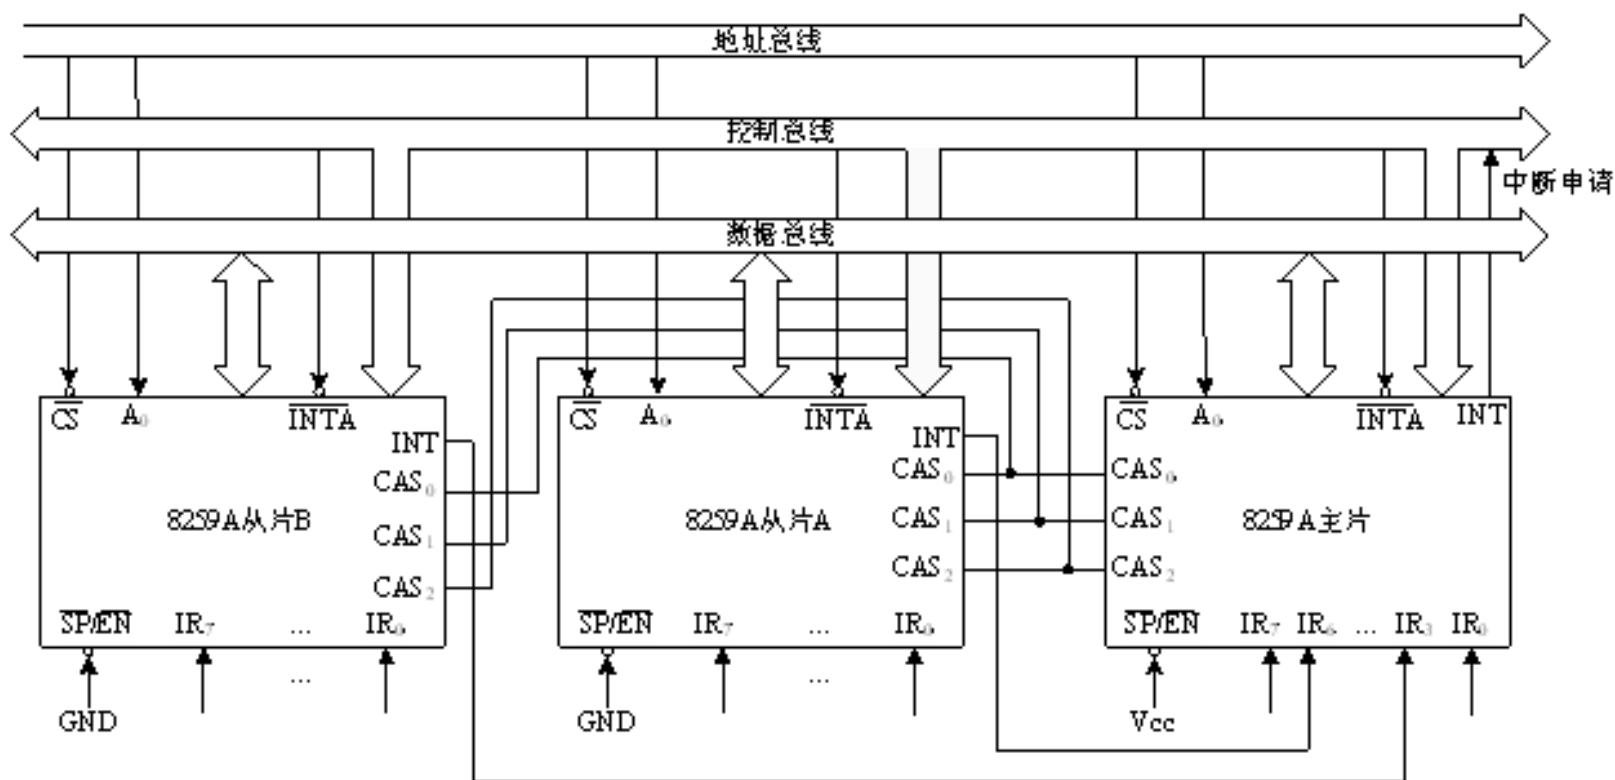 地址总线
控制总线
中断申请
数据总线
CS A₀ INTA
INT
CAS₀
8259A从片B
CAS₁
CAS₂
SP/EN IR₇ ... IR₀
...
GND
CS A₀ INTA
INT
CAS₀
8259A从片A
CAS₁
CAS₂
SP/EN IR₇ ... IR₀
...
GND
CS A₀ INTA INT
CAS₀
CAS₁
8259A主片
CAS₂
SP/EN IR₇ IR₆ ... IR₃ IR₀
Vcc